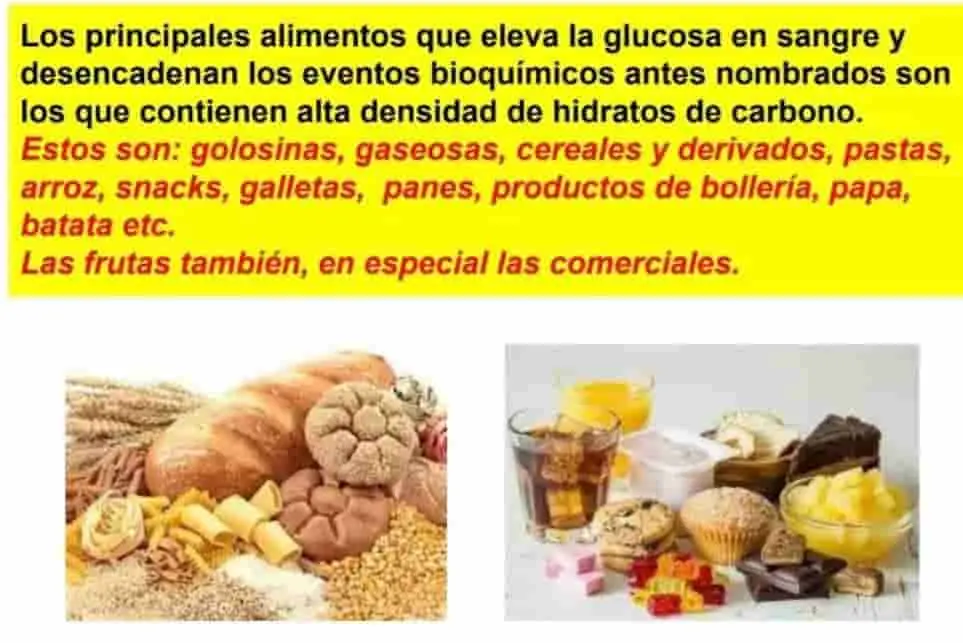 Los principales alimentos que eleva la glucosa en sangre y
desencadenan los eventos bioquímicos antes nombrados son
los que contienen alta densidad de hidratos de carbono.
Estos son: golosinas, gaseosas, cereales y derivados, pastas,
arroz, snacks, galletas, panes, productos de bollería, papa,
batata etc.
Las frutas también, en especial las comerciales.